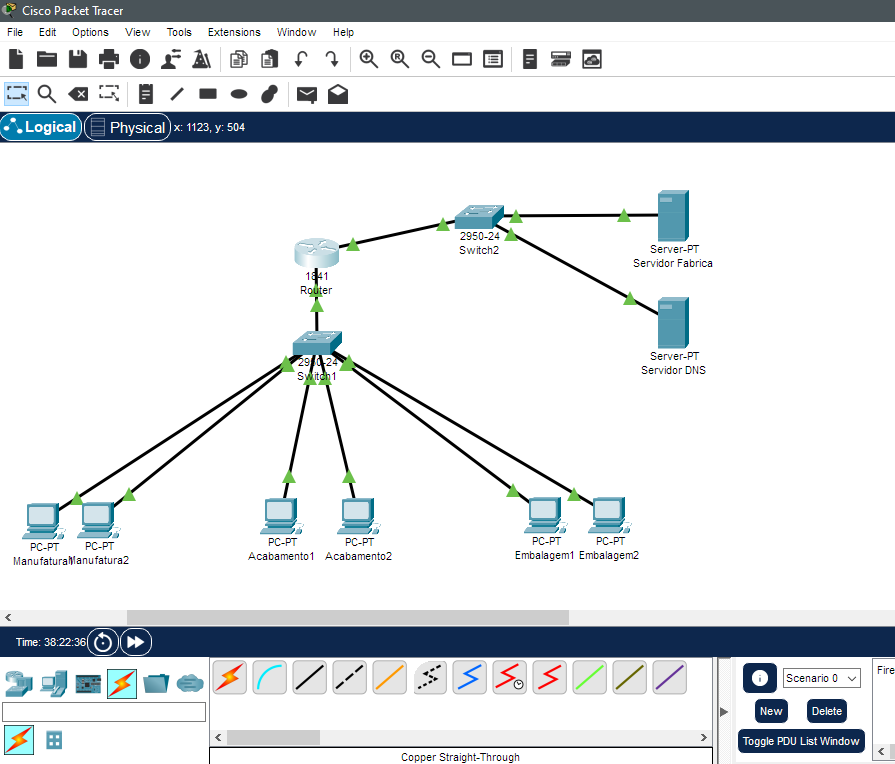 Cisco Packet Tracer
File Edit Options View Tools Extensions Window Help
Logical Physical x: 1123, y: 504
2950-24
Switch2
Server-PT
Servidor Fabrica
1841
Router
Server-PT
Servidor DNS
2950-24
Switch1
PC-PT
Manufatura1
PC-PT
Manufatura2
PC-PT
Acabamento1
PC-PT
Acabamento2
PC-PT
Embalagem1
PC-PT
Embalagem2
Time: 38:22:36
Scenario 0
Fire
New Delete
Toggle PDU List Window
Copper Straight-Through